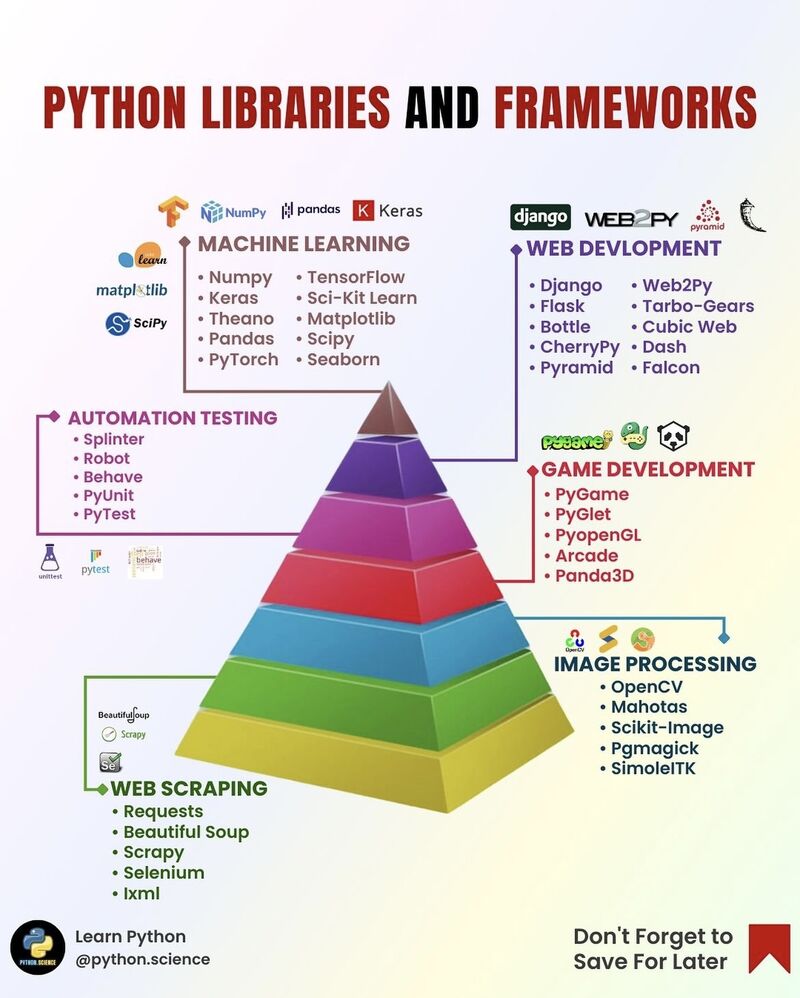 PYTHON LIBRARIES AND FRAMEWORKS
NumPy
pandas
K Keras
learn
matplotlib
SciPy
MACHINE LEARNING
• Numpy
• Keras
• Theano
• Pandas
• PyTorch
• TensorFlow
• Sci-Kit Learn
• Matplotlib
• Scipy
• Seaborn
django
WEB2PY
pyramid
WEB DEVLOPMENT
• Django
• Flask
• Bottle
• CherryPy
• Pyramid
• Web2Py
• Tarbo-Gears
• Cubic Web
• Dash
• Falcon
AUTOMATION TESTING
• Splinter
• Robot
• Behave
• PyUnit
• PyTest
unittest
pytest
behave
pygame
GAME DEVELOPMENT
• PyGame
• PyGlet
• PyopenGL
• Arcade
• Panda3D
OpenCV
IMAGE PROCESSING
• OpenCV
• Mahotas
• Scikit-Image
• Pgmagick
• SimoleITK
BeautifulSoup
Scrapy
Se
WEB SCRAPING
• Requests
• Beautiful Soup
• Scrapy
• Selenium
• lxml
PYTHON.SCIENCE
Learn Python
@python.science
Don't Forget to
Save For Later